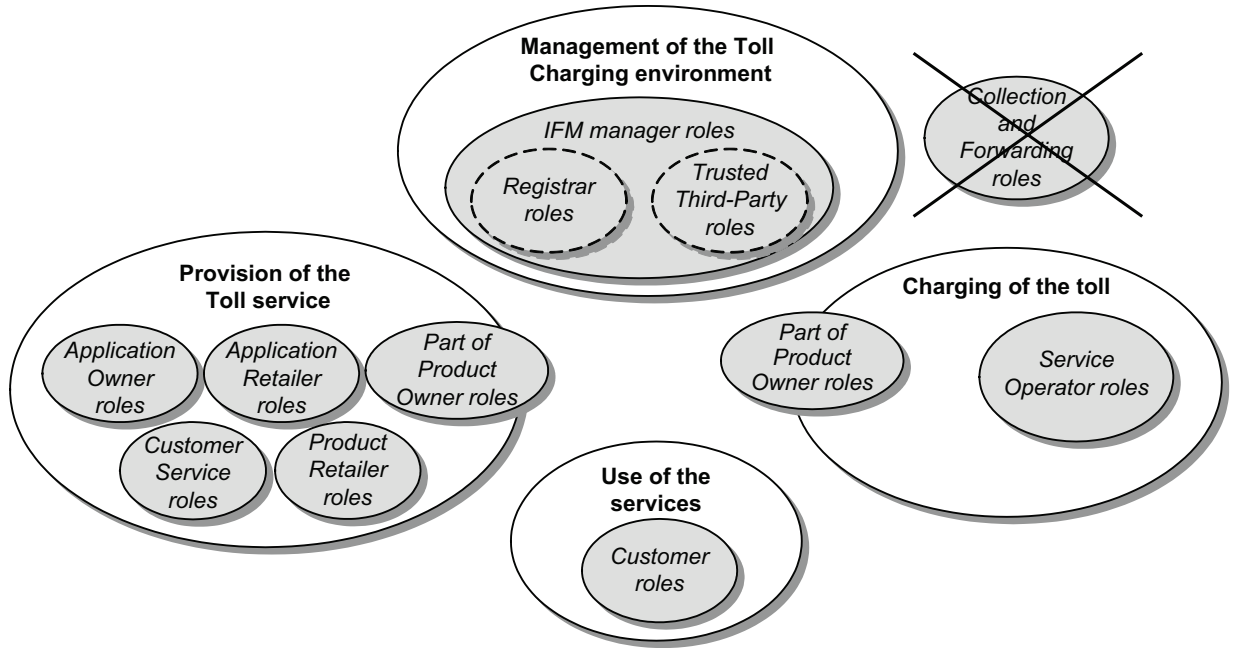 Management of the Toll
Charging environment
IFM manager roles
Registrar
roles
Trusted
Third-Party
roles
Collection
and
Forwarding
roles
Provision of the
Toll service
Application
Owner
roles
Application
Retailer
roles
Part of
Product
Owner roles
Customer
Service
roles
Product
Retailer
roles
Charging of the toll
Part of
Product
Owner roles
Service
Operator roles
Use of the
services
Customer
roles